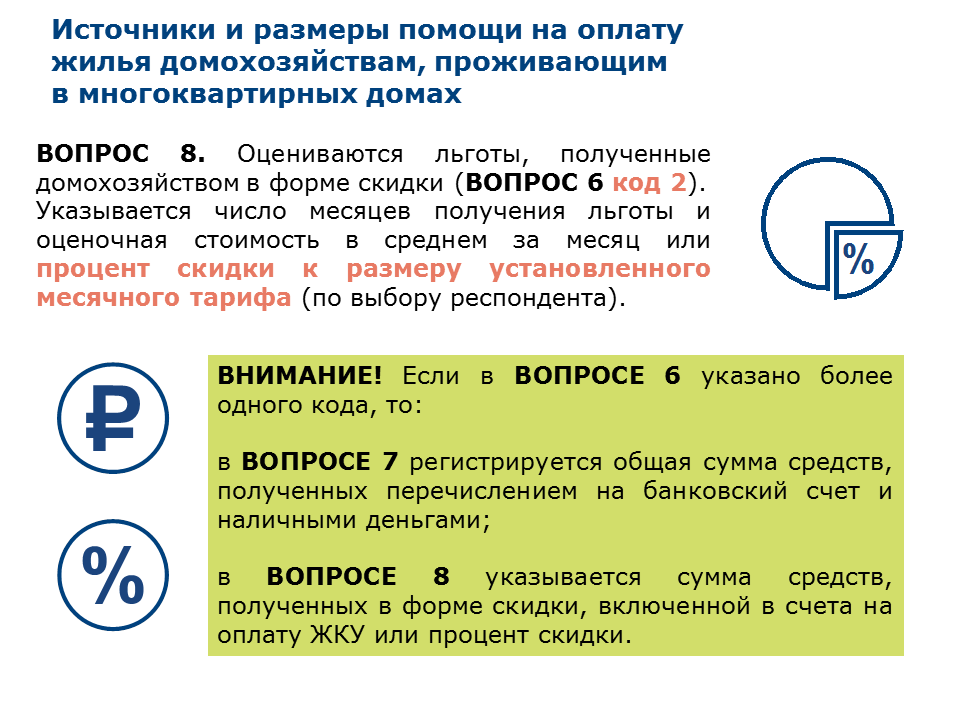 Источники и размеры помощи на оплату
жилья домохозяйствам, проживающим
в многоквартирных домах
ВОПРОС 8. Оцениваются льготы, полученные
домохозяйством в форме скидки (ВОПРОС 6 код 2).
Указывается число месяцев получения льготы и
оценочная стоимость в среднем за месяц или
процент скидки к размеру установленного
месячного тарифа (по выбору респондента).
%
₽
%
ВНИМАНИЕ! Если в ВОПРОСЕ 6 указано более
одного кода, то:
в ВОПРОСЕ 7 регистрируется общая сумма средств,
полученных перечислением на банковский счет и
наличными деньгами;
в ВОПРОСЕ 8 указывается сумма средств,
полученных в форме скидки, включенной в счета на
оплату ЖКУ или процент скидки.